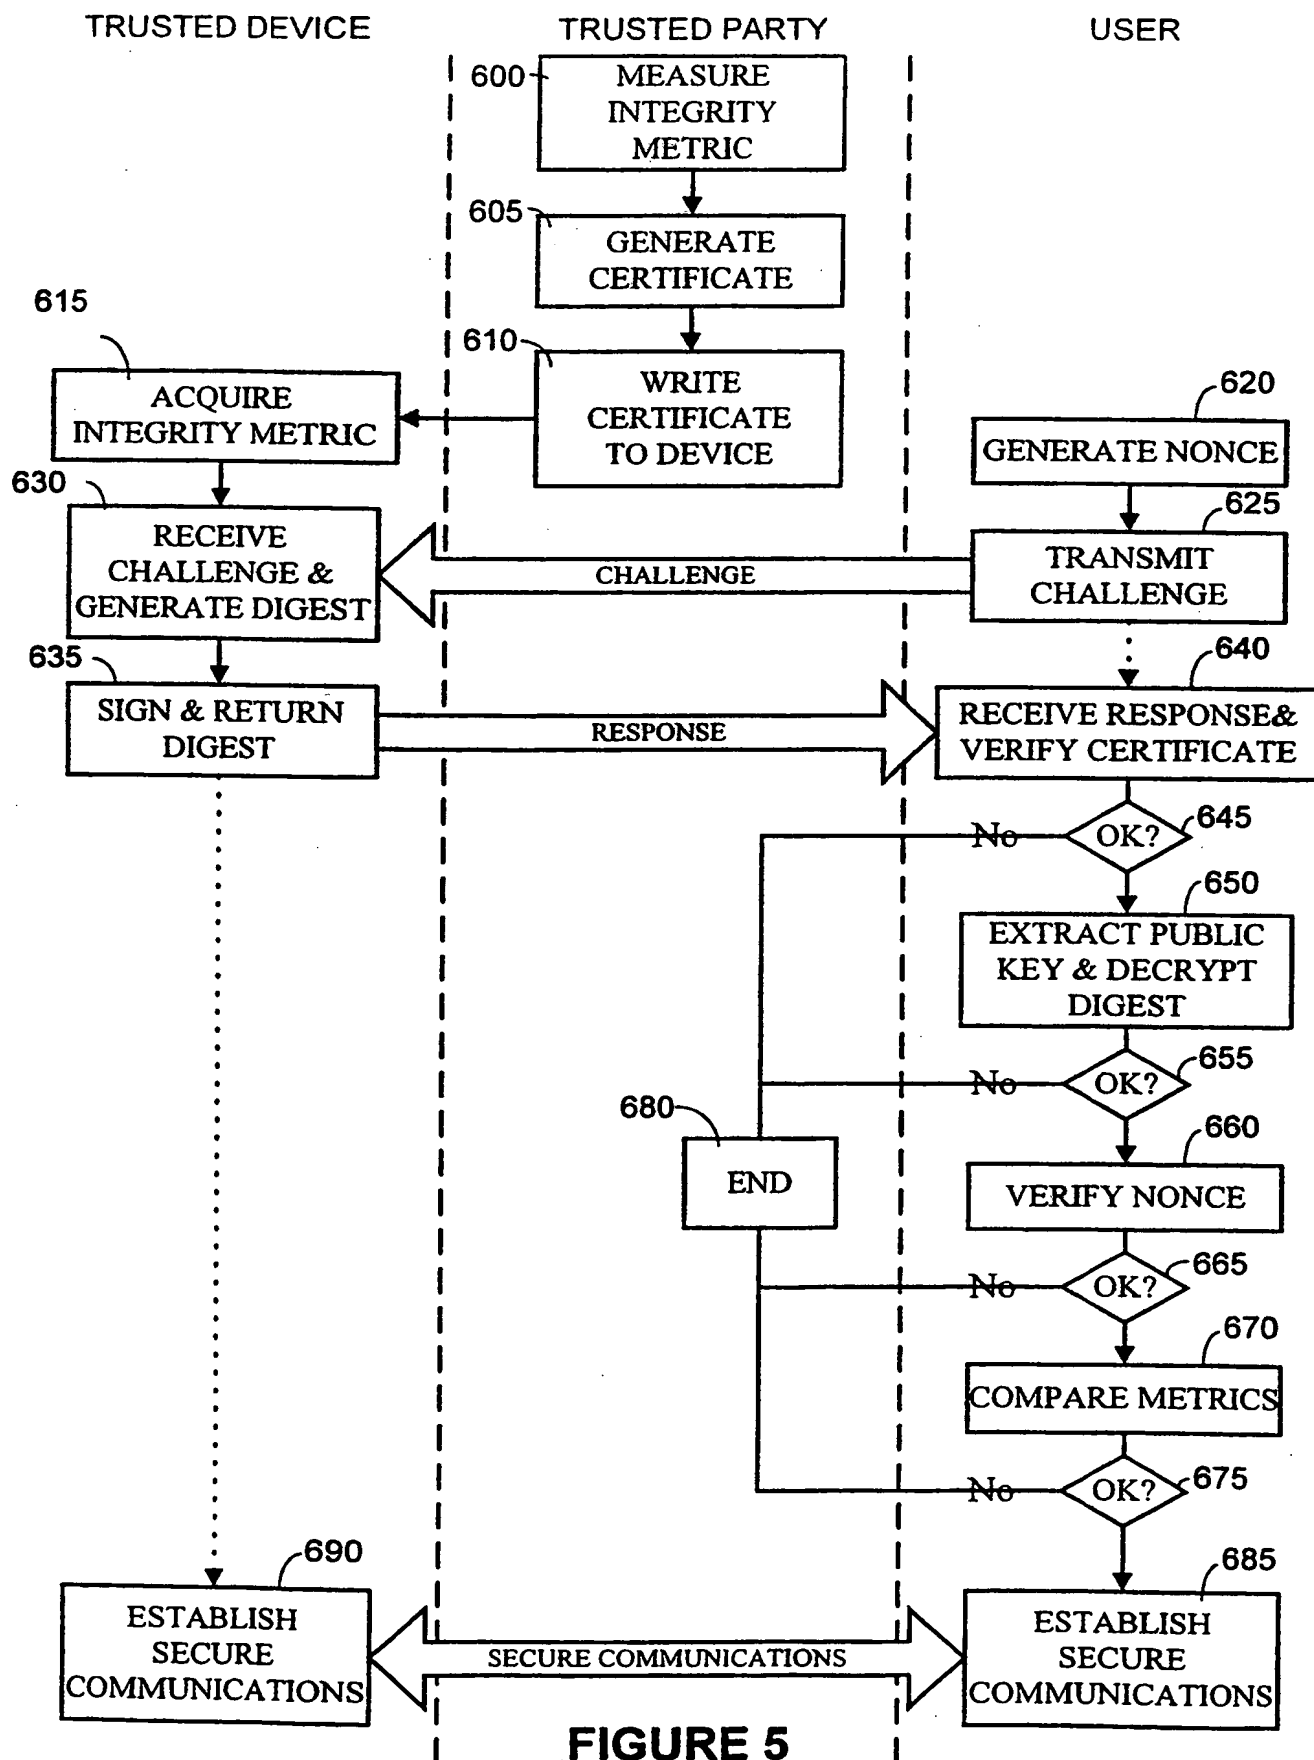 TRUSTED DEVICE
TRUSTED PARTY
USER
600
MEASURE
INTEGRITY
METRIC
605
GENERATE
CERTIFICATE
610
WRITE
CERTIFICATE
TO DEVICE
615
ACQUIRE
INTEGRITY METRIC
620
GENERATE NONCE
625
TRANSMIT
CHALLENGE
CHALLENGE
630
RECEIVE
CHALLENGE &
GENERATE DIGEST
635
SIGN & RETURN
DIGEST
RESPONSE
640
RECEIVE RESPONSE&
VERIFY CERTIFICATE
645
OK?
No
650
EXTRACT PUBLIC
KEY & DECRYPT
DIGEST
655
OK?
No
680
END
660
VERIFY NONCE
665
OK?
No
670
COMPARE METRICS
675
OK?
No
690
ESTABLISH
SECURE
COMMUNICATIONS
SECURE COMMUNICATIONS
685
ESTABLISH
SECURE
COMMUNICATIONS
FIGURE 5